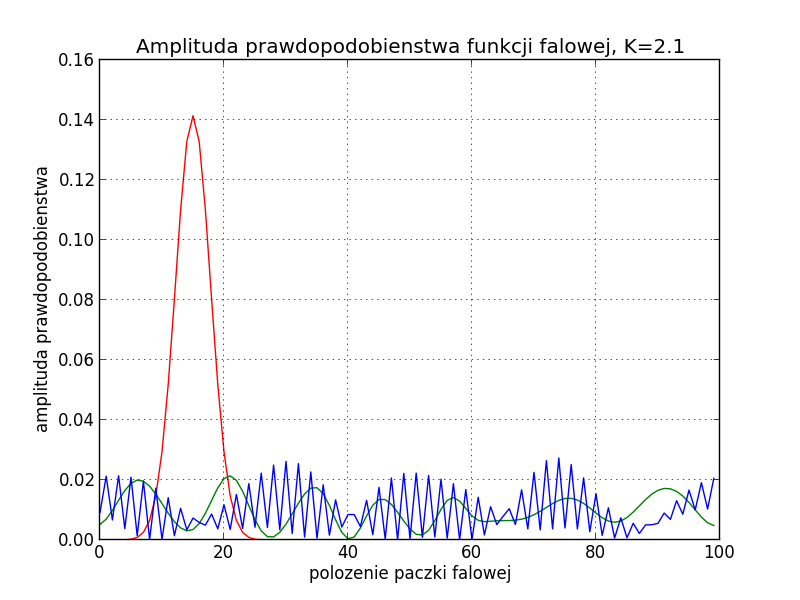 Amplituda prawdopodobienstwa funkcji falowej, K=2.1
0.16
0.14
0.12
0.10
0.08
0.06
0.04
0.02
0.00
amplituda prawdopodobienstwa
0 20 40 60 80 100
polozenie paczki falowej